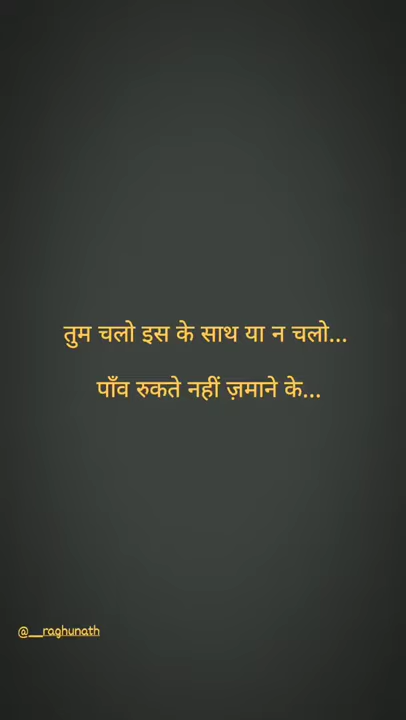 तुम चलो इस के साथ या न चलो...
पाँव रुकते नहीं ज़माने के...
@__raghunath